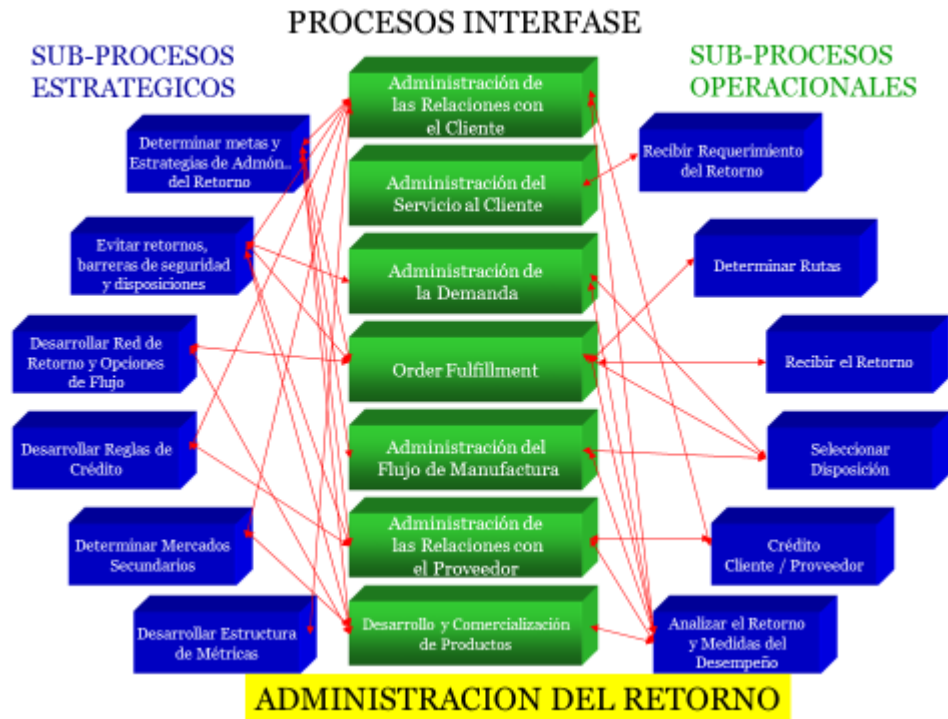 PROCESOS INTERFASE
SUB-PROCESOS
ESTRATEGICOS
SUB-PROCESOS
OPERACIONALES
Determinar metas y
Estrategias de Admón..
del Retorno
Evitar retornos,
barreras de seguridad
y disposiciones
Desarrollar Red de
Retorno y Opciones
de Flujo
Desarrollar Reglas de
Crédito
Determinar Mercados
Secundarios
Desarrollar Estructura
de Métricas
Administración de
las Relaciones con
el Cliente
Administración del
Servicio al Cliente
Administración de
la Demanda
Order Fulfillment
Administración del
Flujo de Manufactura
Administración de
las Relaciones con
el Proveedor
Desarrollo y Comercialización
de Productos
Recibir Requerimiento
del Retorno
Determinar Rutas
Recibir el Retorno
Seleccionar
Disposición
Crédito
Cliente / Proveedor
Analizar el Retorno
y Medidas del
Desempeño
ADMINISTRACION DEL RETORNO